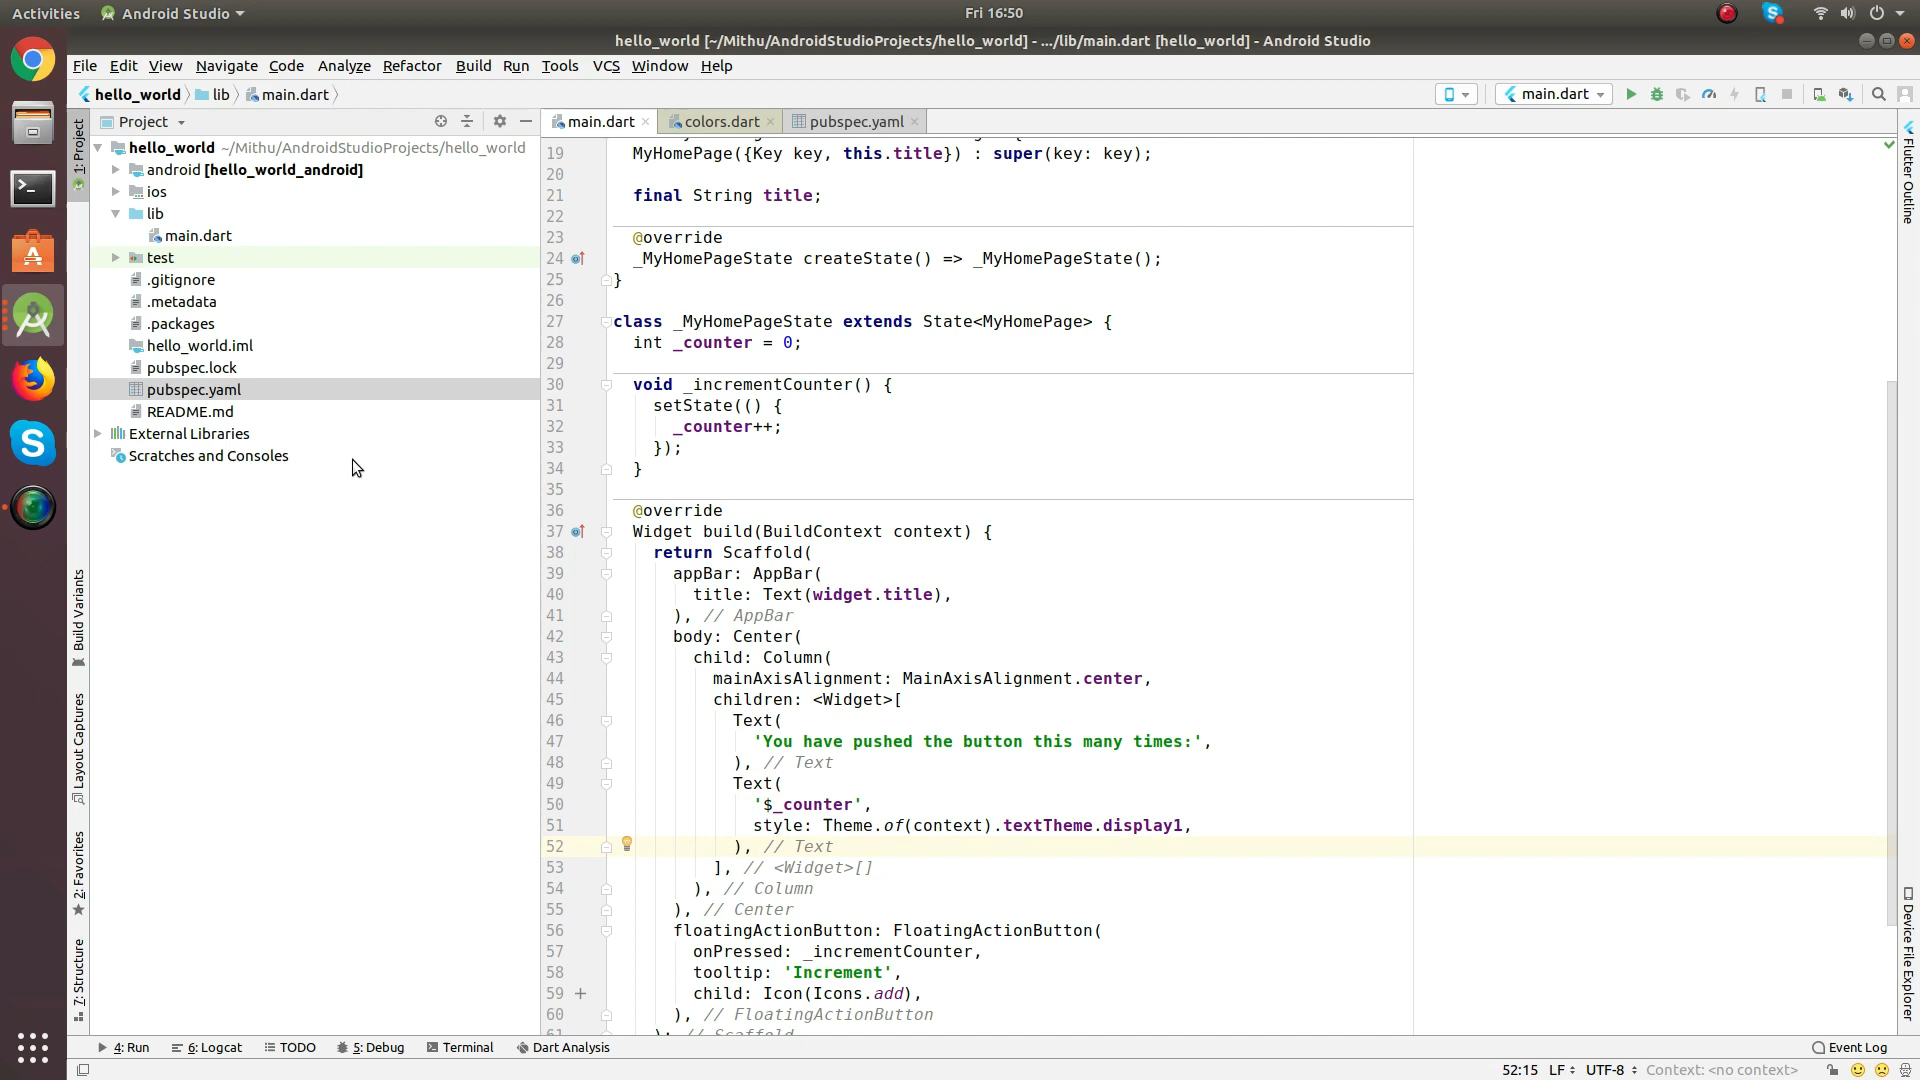 Activities Android Studio Fri 16:50
hello_world [~/Mithu/AndroidStudioProjects/hello_world] - .../lib/main.dart [hello_world] - Android Studio
File Edit View Navigate Code Analyze Refactor Build Run Tools VCS Window Help
hello_world lib main.dart main.dart
Project
hello_world ~/Mithu/AndroidStudioProjects/hello_world
android [hello_world_android]
ios
lib
main.dart
test
.gitignore
.metadata
.packages
hello_world.iml
pubspec.lock
pubspec.yaml
README.md
External Libraries
Scratches and Consoles
1: Project
Build Variants
Layout Captures
2: Favorites
7: Structure
main.dart colors.dart pubspec.yaml
19 MyHomePage({Key key, this.title}) : super(key: key);
20
21 final String title;
22
23 @override
24 _MyHomePageState createState() => _MyHomePageState();
25 }
26
27 class _MyHomePageState extends State<MyHomePage> {
28 int _counter = 0;
29
30 void _incrementCounter() {
31 setState(() {
32 _counter++;
33 });
34 }
35
36 @override
37 Widget build(BuildContext context) {
38 return Scaffold(
39 appBar: AppBar(
40 title: Text(widget.title),
41 ), // AppBar
42 body: Center(
43 child: Column(
44 mainAxisAlignment: MainAxisAlignment.center,
45 children: <Widget>[
46 Text(
47 'You have pushed the button this many times:',
48 ), // Text
49 Text(
50 '$_counter',
51 style: Theme.of(context).textTheme.display1,
52 ), // Text
53 ], // <Widget>[]
54 ), // Column
55 ), // Center
56 floatingActionButton: FloatingActionButton(
57 onPressed: _incrementCounter,
58 tooltip: 'Increment',
59 child: Icon(Icons.add),
60 ), // FloatingActionButton
61 ); // Scaffold
Flutter Outline
Device File Explorer
4: Run 6: Logcat TODO 5: Debug Terminal Dart Analysis Event Log
52:15 LF UTF-8 Context: <no context>